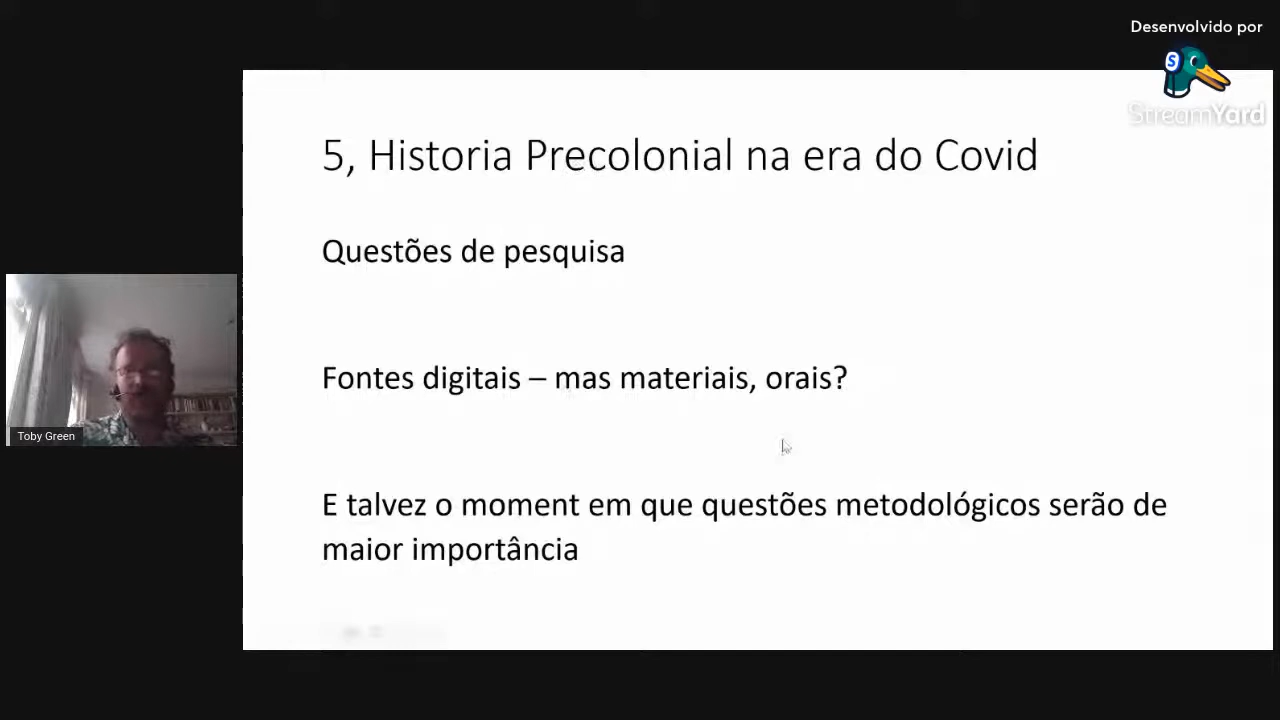 Desenvolvido por
S
StreamYard
5, Historia Precolonial na era do Covid
Questões de pesquisa
Fontes digitais – mas materiais, orais?
Toby Green
E talvez o moment em que questões metodológicos serão de
maior importância